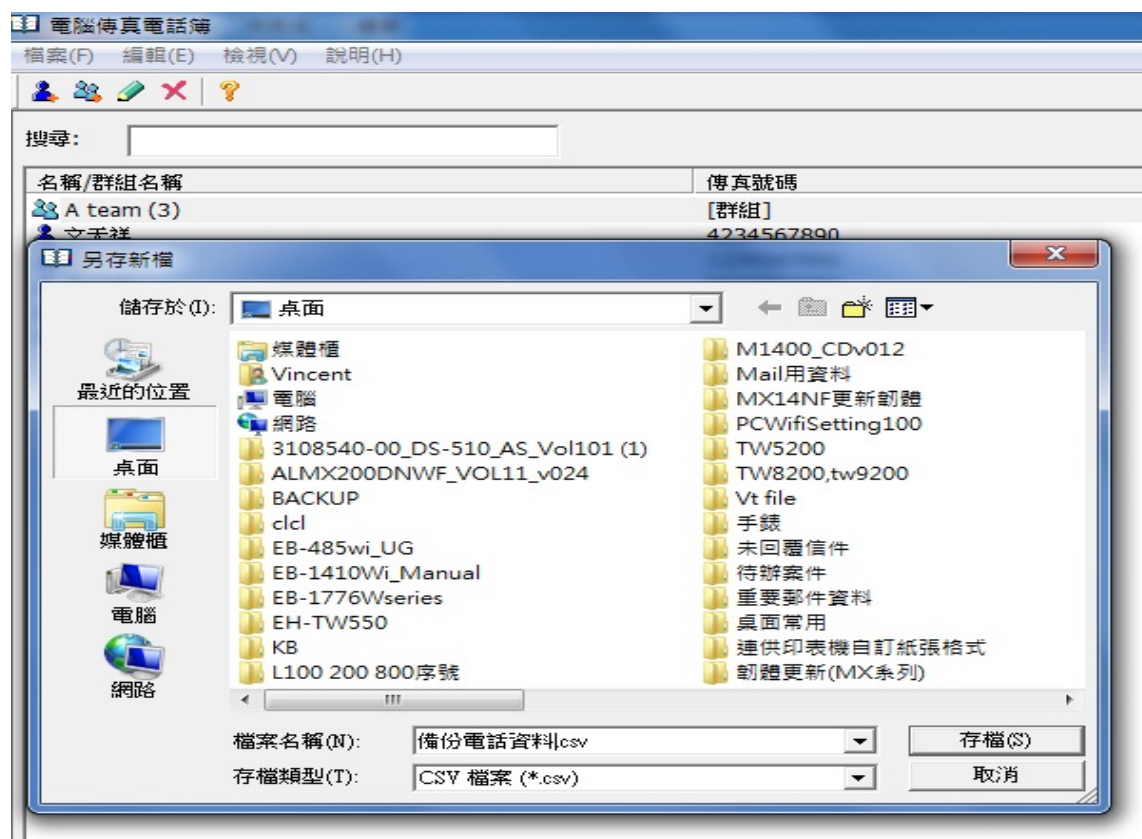 電腦傳真電話簿
檔案(F) 編輯(E) 檢視(V) 說明(H)
搜尋:
名稱/群組名稱 傳真號碼
A team (3) [群組]
文天祥 4234567890
另存新檔
儲存於(I): 桌面
最近的位置
桌面
媒體櫃
電腦
網路
媒體櫃
Vincent
電腦
網路
3108540-00_DS-510_AS_Vol101 (1)
ALMX200DNWF_VOL11_v024
BACKUP
clcl
EB-485wi_UG
EB-1410Wi_Manual
EB-1776Wseries
EH-TW550
KB
L100 200 800序號
M1400_CDv012
Mail用資料
MX14NF更新韌體
PCWifiSetting100
TW5200
TW8200,tw9200
Vt file
手錶
未回覆信件
待辦案件
重要郵件資料
桌面常用
連供印表機自訂紙張格式
韌體更新(MX系列)
檔案名稱(N): 備份電話資料.csv 存檔(S)
存檔類型(T): CSV 檔案 (*.csv) 取消